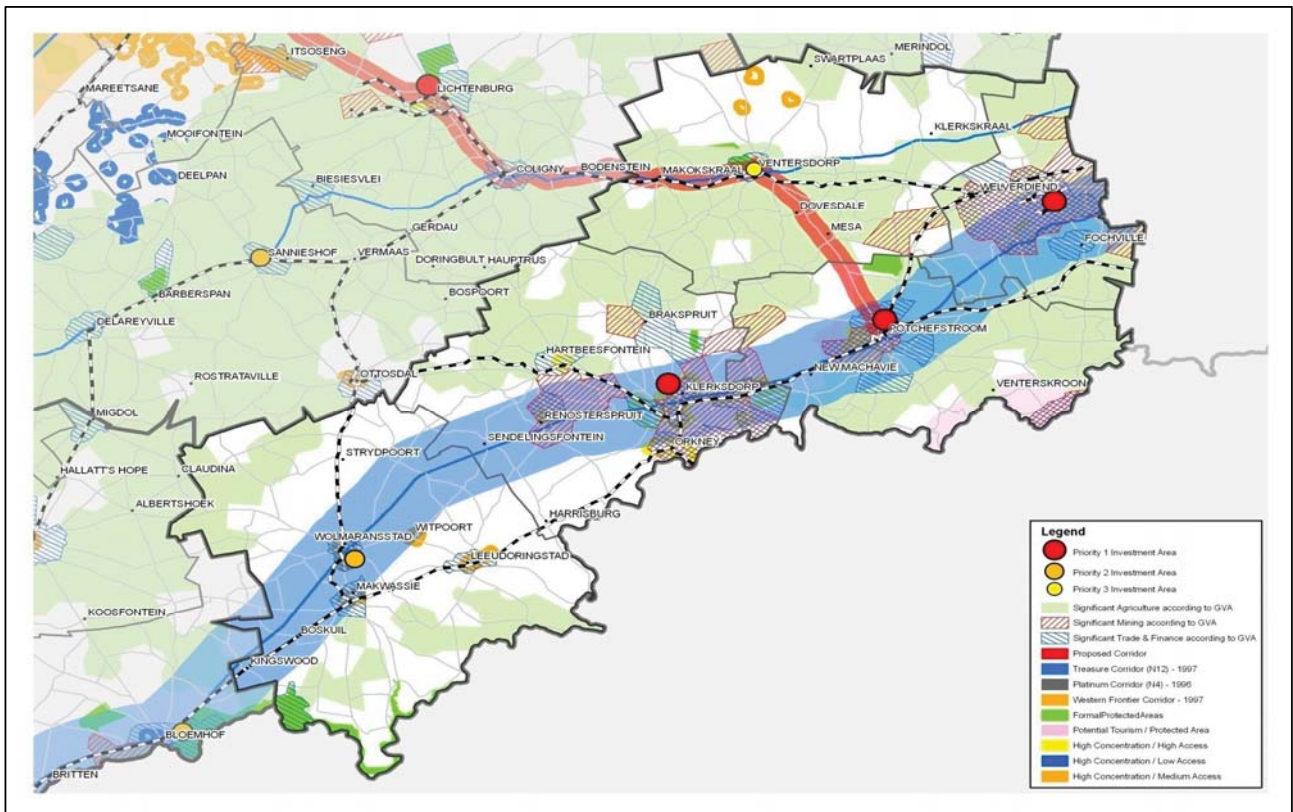 MERINDOL
ITSOSENG
SWARTPLAAS
MAREETSANE
LICHTENBURG
MOOIFONTEIN
KLERKSKRAAL
DEELPAN
COLIGNY
BODENSTEIN
MAKOKSKRAAL
VENTERSDORP
BIESIESVLEI
WELVERDIEND
DOVESDALE
GERDAU
MESA
FOCHVILLE
SANNIESHOF
VERMAAS
DORINGBULT
HAUPTRUS
BARBERSPAN
BOSPOORT
BRAKSPRUIT
DELAREYVILLE
POTCHEFSTROOM
HARTBEESFONTEIN
ROSTRATAVILLE
OTTOSDAL
KLERKSDORP
NEW MACHAVIE
VENTERSKROON
MIGDOL
RENOSTERSPRUIT
SENDELINGSFONTEIN
ORKNEY
STRYDPOORT
HALLATT'S HOPE
CLAUDINA
ALBERTSHOEK
HARRISBURG
WITPOORT
WOLMARANSSTAD
LEEUDORINGSTAD
MAKWASSIE
KOOSFONTEIN
BOSKUIL
KINGSWOOD
BLOEMHOF
BRITTEN
Legend
Priority 1 Investment Area
Priority 2 Investment Area
Priority 3 Investment Area
Significant Agriculture according to GVA
Significant Mining according to GVA
Significant Trade & Finance according to GVA
Proposed Corridor
Treasure Corridor (N12) - 1997
Platinum Corridor (N4) - 1996
Western Frontier Corridor - 1997
FormalProtectedAreas
Potential Tourism / Protected Area
High Concentration / High Access
High Concentration / Low Access
High Concentration / Medium Access